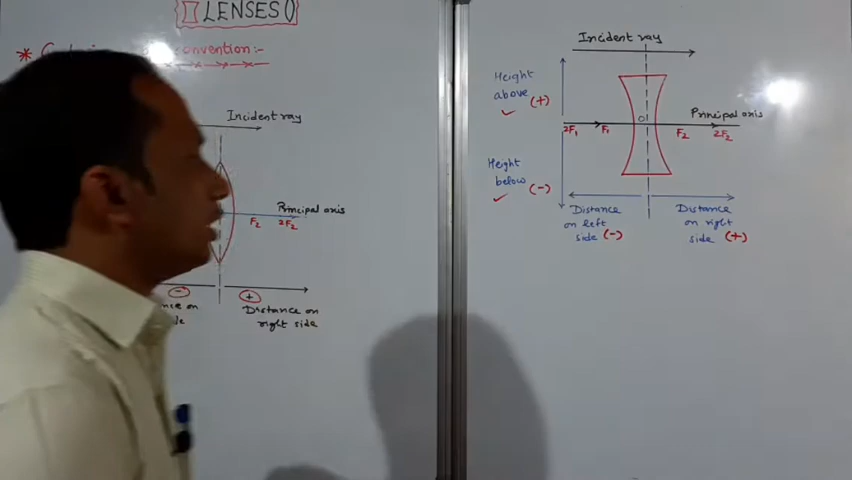 LENSES()
* convention:-
Incident ray
Principal axis
F2 2F2
- +
Distance on
right side
Incident ray
Height
above (+)
Principal axis
2F1 F1 O F2 2F2
Height
below (-)
Distance
on left
side (-)
Distance
on right
side (+)